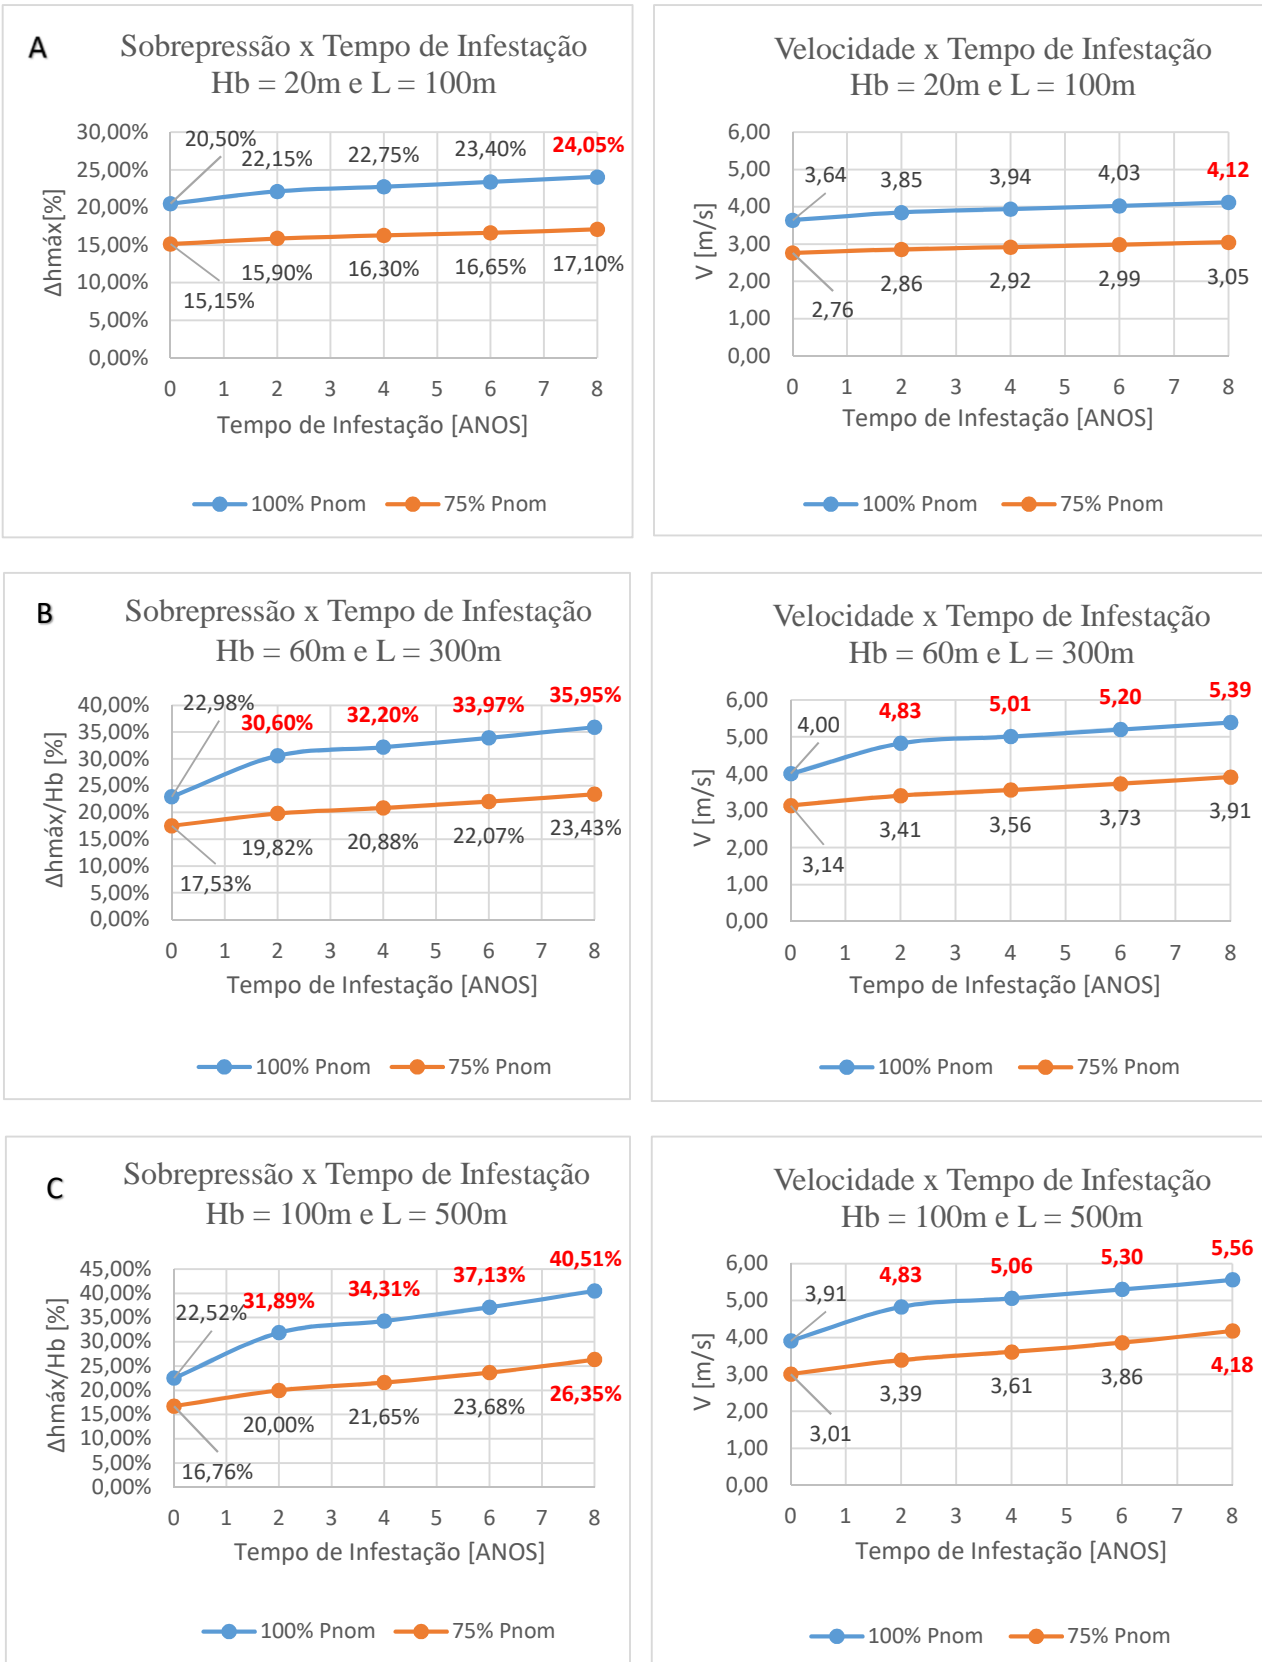 A
Sobrepressão x Tempo de Infestação
Hb = 20m e L = 100m
Δhmáx[%]
30,00%
25,00%
20,00%
15,00%
10,00%
5,00%
0,00%
20,50%
22,15%
22,75%
23,40%
24,05%
15,15%
15,90%
16,30%
16,65%
17,10%
0 1 2 3 4 5 6 7 8
Tempo de Infestação [ANOS]
100% Pnom 75% Pnom
Velocidade x Tempo de Infestação
Hb = 20m e L = 100m
V [m/s]
6,00
5,00
4,00
3,00
2,00
1,00
0,00
3,64
3,85
3,94
4,03
4,12
2,76
2,86
2,92
2,99
3,05
0 1 2 3 4 5 6 7 8
Tempo de Infestação [ANOS]
100% Pnom 75% Pnom
B
Sobrepressão x Tempo de Infestação
Hb = 60m e L = 300m
Δhmáx/Hb [%]
40,00%
35,00%
30,00%
25,00%
20,00%
15,00%
10,00%
5,00%
0,00%
22,98%
30,60%
32,20%
33,97%
35,95%
17,53%
19,82%
20,88%
22,07%
23,43%
0 1 2 3 4 5 6 7 8
Tempo de Infestação [ANOS]
100% Pnom 75% Pnom
Velocidade x Tempo de Infestação
Hb = 60m e L = 300m
V [m/s]
6,00
5,00
4,00
3,00
2,00
1,00
0,00
4,00
4,83
5,01
5,20
5,39
3,14
3,41
3,56
3,73
3,91
0 1 2 3 4 5 6 7 8
Tempo de Infestação [ANOS]
100% Pnom 75% Pnom
C
Sobrepressão x Tempo de Infestação
Hb = 100m e L = 500m
Δhmáx/Hb [%]
45,00%
40,00%
35,00%
30,00%
25,00%
20,00%
15,00%
10,00%
5,00%
0,00%
22,52%
31,89%
34,31%
37,13%
40,51%
16,76%
20,00%
21,65%
23,68%
26,35%
0 1 2 3 4 5 6 7 8
Tempo de Infestação [ANOS]
100% Pnom 75% Pnom
Velocidade x Tempo de Infestação
Hb = 100m e L = 500m
V [m/s]
6,00
5,00
4,00
3,00
2,00
1,00
0,00
3,91
4,83
5,06
5,30
5,56
3,01
3,39
3,61
3,86
4,18
0 1 2 3 4 5 6 7 8
Tempo de Infestação [ANOS]
100% Pnom 75% Pnom